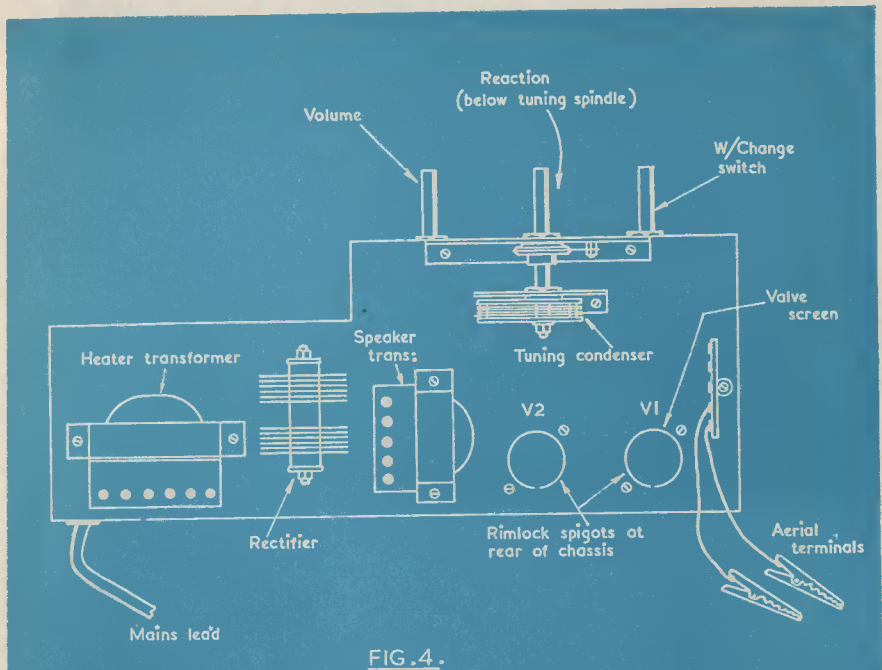 Reaction
(below tuning spindle)
Volume
W/Change
switch
Valve
screen
Heater transformer
Speaker
trans:
Tuning condenser
V2
V1
Rectifier
Rimlock spigots at
rear of chassis
Aerial
terminals
Mains lead
FIG.4.